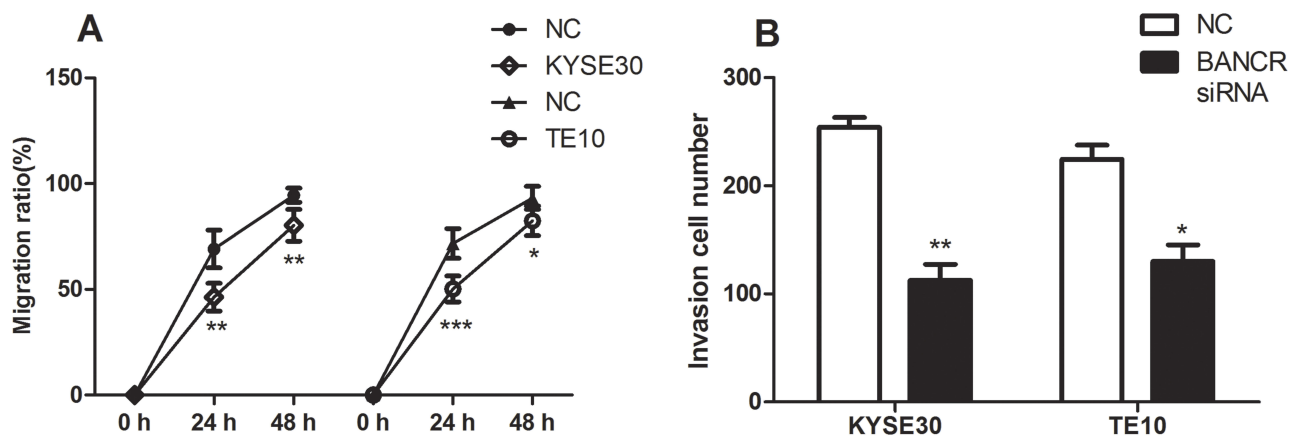 A
NC
KYSE30
NC
TE10
150
100
50
0
Migration ratio(%)
** ** *** *
0 h 24 h 48 h 0 h 24 h 48 h
B
NC
BANCR
siRNA
300
200
100
0
Invasion cell number
** *
KYSE30 TE10